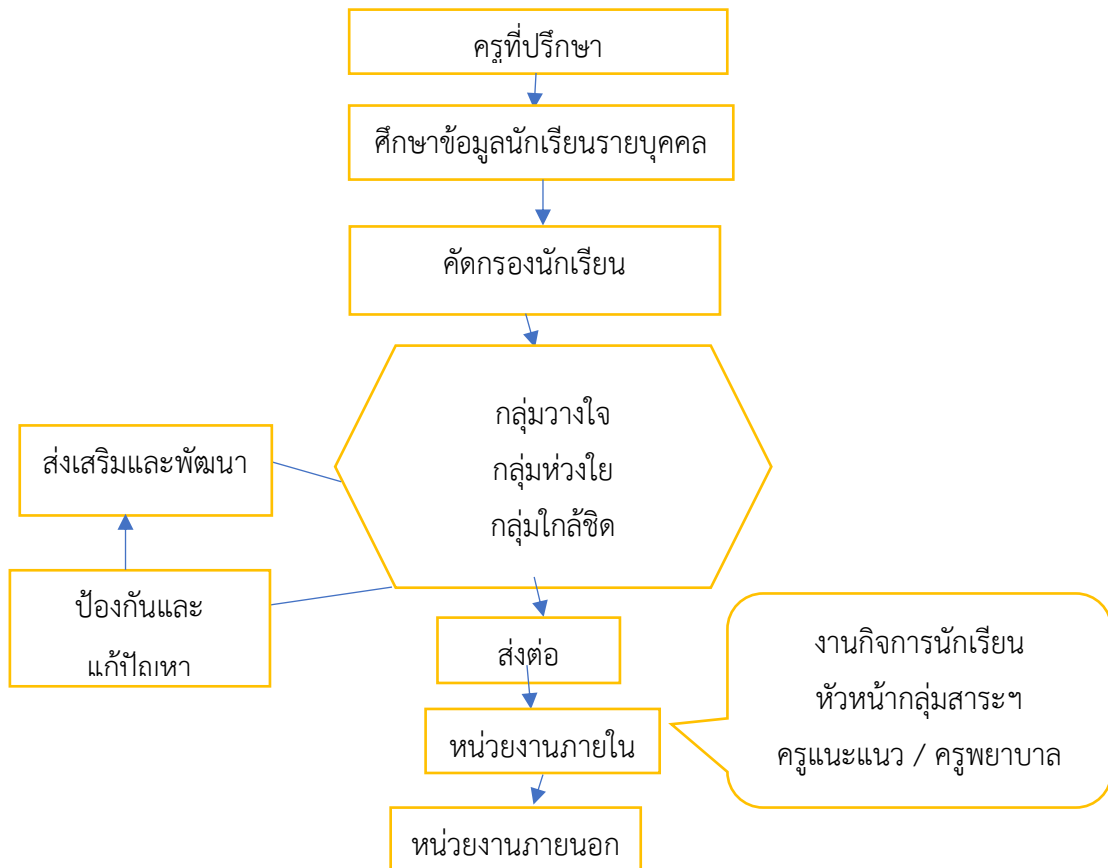 ครูที่ปรึกษา
ศึกษาข้อมูลนักเรียนรายบุคคล
คัดกรองนักเรียน
กลุ่มวางใจ
กลุ่มห่วงใย
กลุ่มใกล้ชิด
ส่งเสริมและพัฒนา
ป้องกันและ
แก้ปัญหา
ส่งต่อ
หน่วยงานภายใน
งานกิจการนักเรียน
หัวหน้ากลุ่มสาระฯ
ครูแนะแนว / ครูพยาบาล
หน่วยงานภายนอก